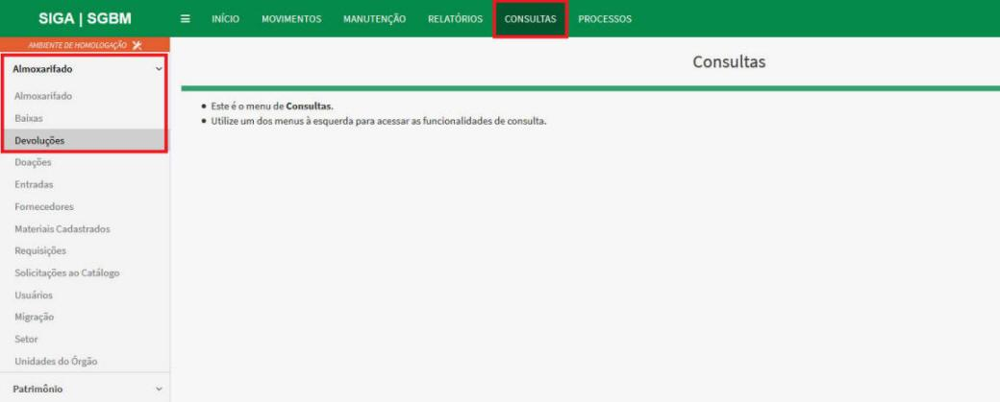 SIGA | SGBM
INÍCIO MOVIMENTOS MANUTENÇÃO RELATÓRIOS CONSULTAS PROCESSOS
AMBIENTE DE HOMOLOGAÇÃO
Almoxarifado
Almoxarifado
Baixas
Devoluções
Doações
Entradas
Fornecedores
Materiais Cadastrados
Requisições
Solicitações ao Catálogo
Usuários
Migração
Setor
Unidades do Órgão
Patrimônio
Consultas
• Este é o menu de Consultas.
• Utilize um dos menus à esquerda para acessar as funcionalidades de consulta.